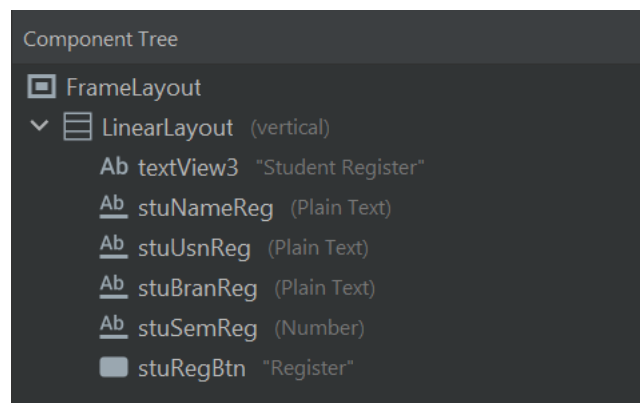 Component Tree
FrameLayout
LinearLayout (vertical)
Ab textView3 "Student Register"
Ab stuNameReg (Plain Text)
Ab stuUsnReg (Plain Text)
Ab stuBranReg (Plain Text)
Ab stuSemReg (Number)
stuRegBtn "Register"